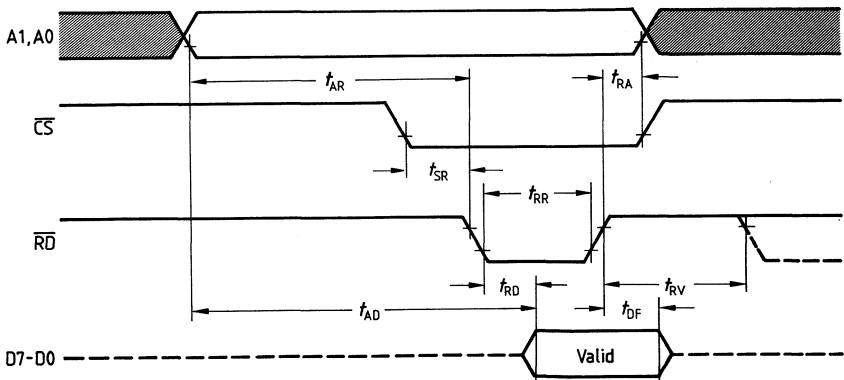 A1,A0
tAR
tRA
CS
tSR
tRR
RD
tRD
tRV
tAD
tDF
D7-D0
Valid